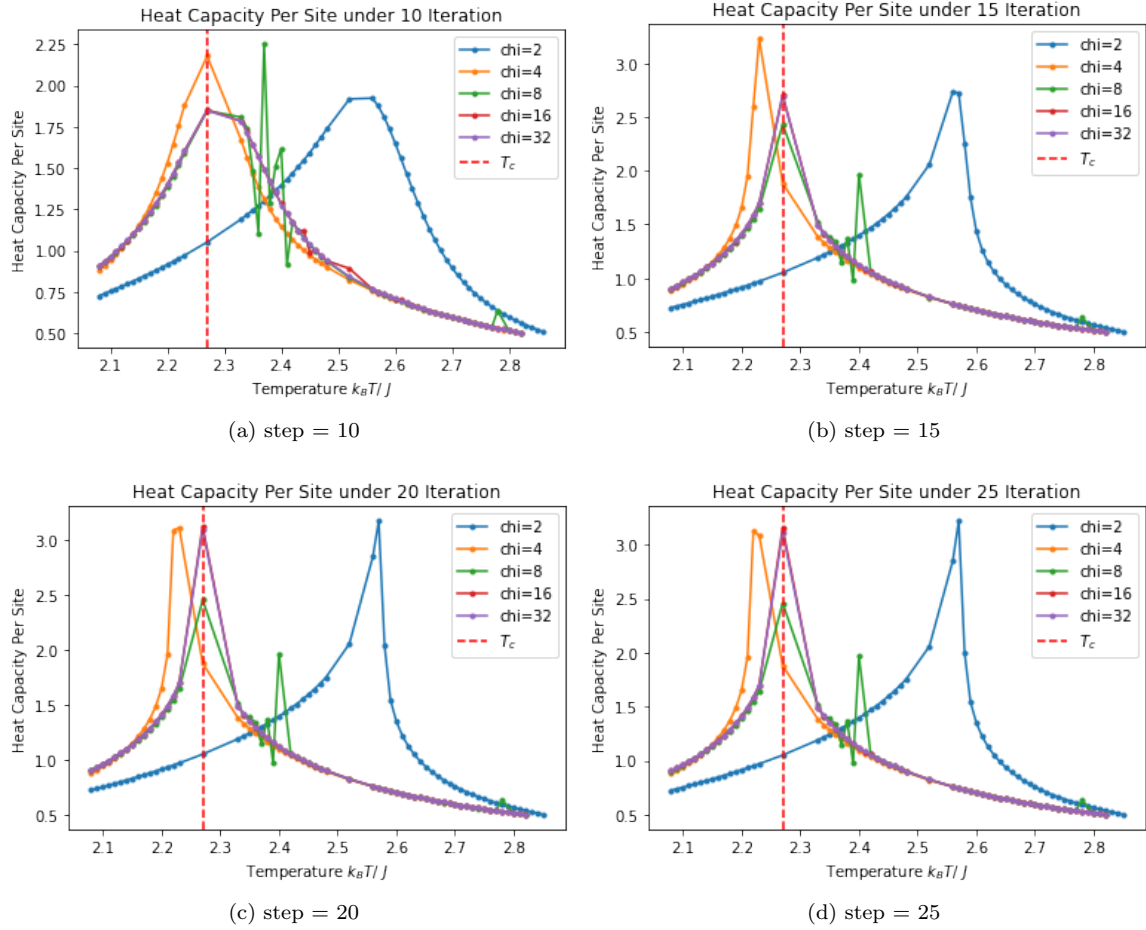 Heat Capacity Per Site under 10 Iteration
Heat Capacity Per Site
2.25
2.00
1.75
1.50
1.25
1.00
0.75
0.50
chi=2
chi=4
chi=8
chi=16
chi=32
T_c
2.1 2.2 2.3 2.4 2.5 2.6 2.7 2.8
Temperature k_BT/ J
(a) step = 10
Heat Capacity Per Site under 15 Iteration
Heat Capacity Per Site
3.0
2.5
2.0
1.5
1.0
0.5
chi=2
chi=4
chi=8
chi=16
chi=32
T_c
2.1 2.2 2.3 2.4 2.5 2.6 2.7 2.8
Temperature k_BT/ J
(b) step = 15
Heat Capacity Per Site under 20 Iteration
Heat Capacity Per Site
3.0
2.5
2.0
1.5
1.0
0.5
chi=2
chi=4
chi=8
chi=16
chi=32
T_c
2.1 2.2 2.3 2.4 2.5 2.6 2.7 2.8
Temperature k_BT/ J
(c) step = 20
Heat Capacity Per Site under 25 Iteration
Heat Capacity Per Site
3.0
2.5
2.0
1.5
1.0
0.5
chi=2
chi=4
chi=8
chi=16
chi=32
T_c
2.1 2.2 2.3 2.4 2.5 2.6 2.7 2.8
Temperature k_BT/ J
(d) step = 25